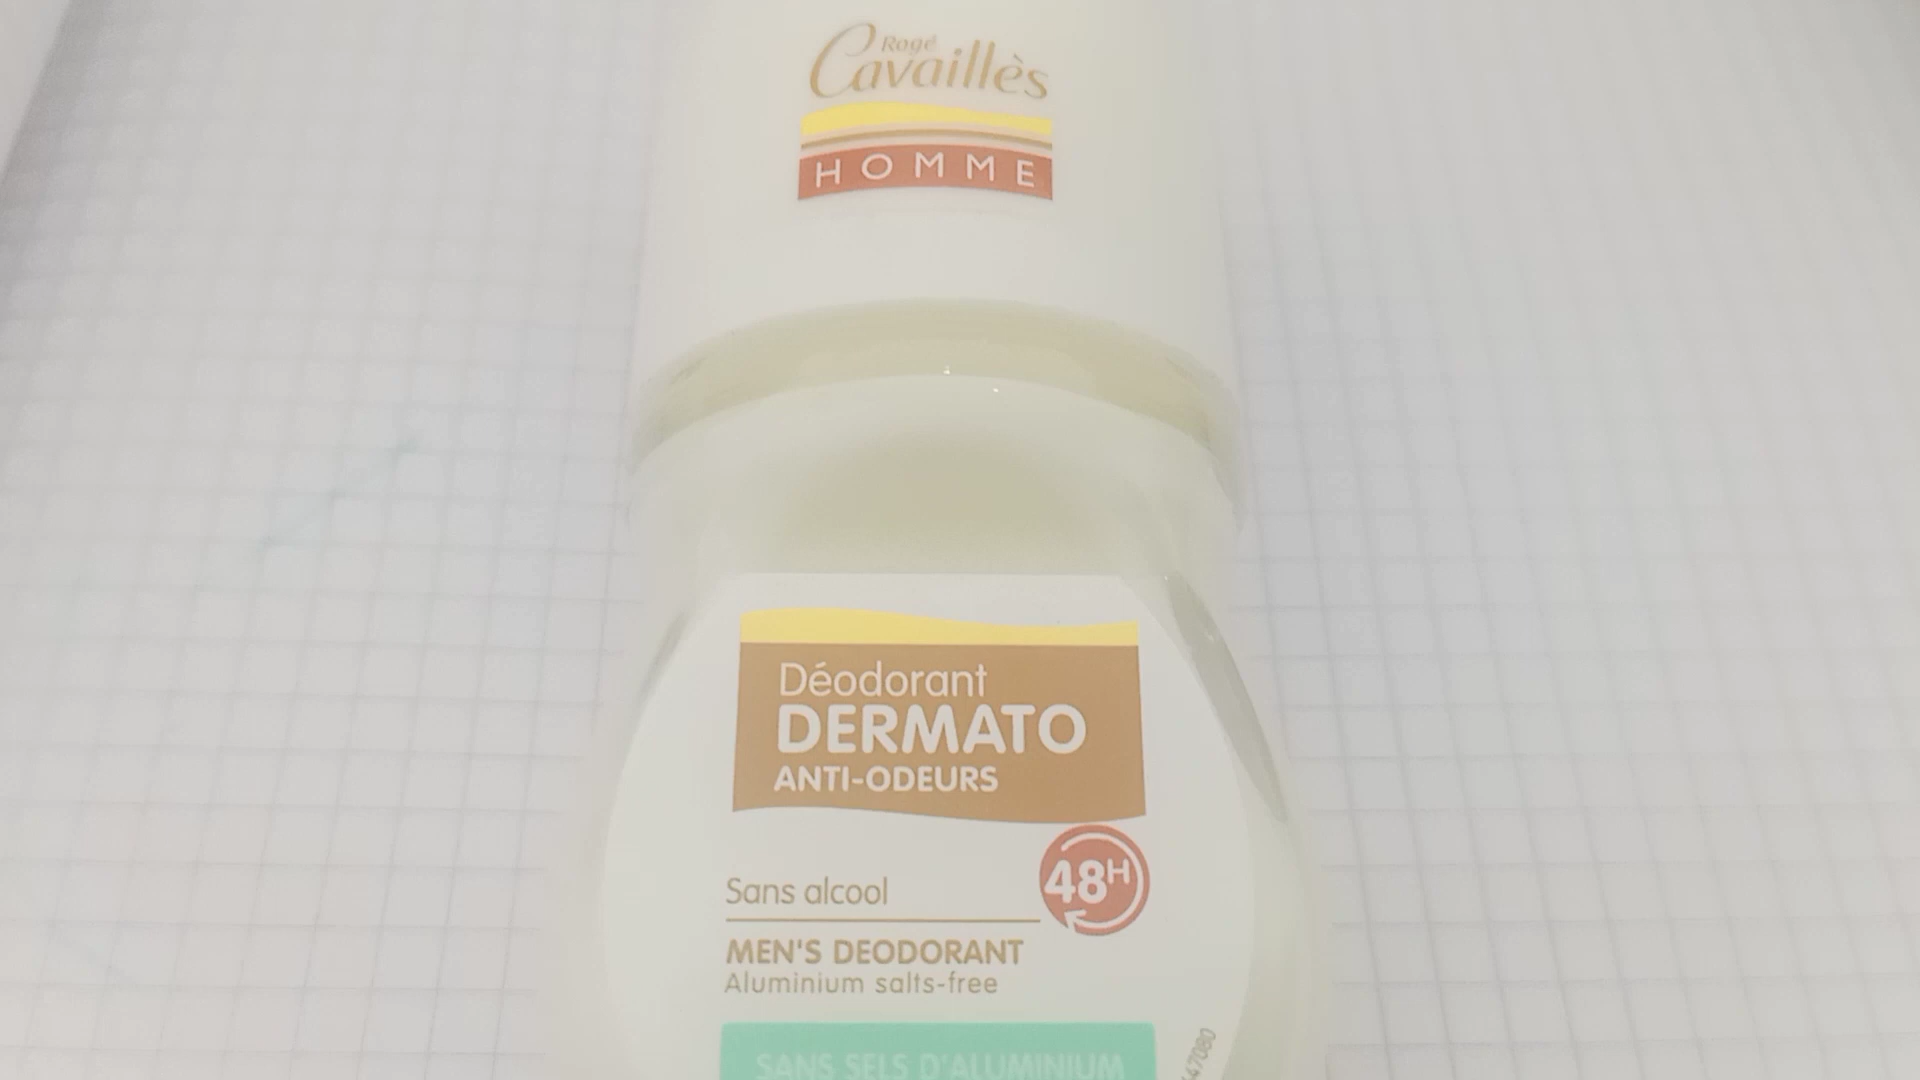 Rogé
Cavaillès
HOMME
Déodorant
DERMATO
ANTI-ODEURS
48H
Sans alcool
MEN'S DEODORANT
Aluminium salts-free
SANS SELS D'ALUMINIUM